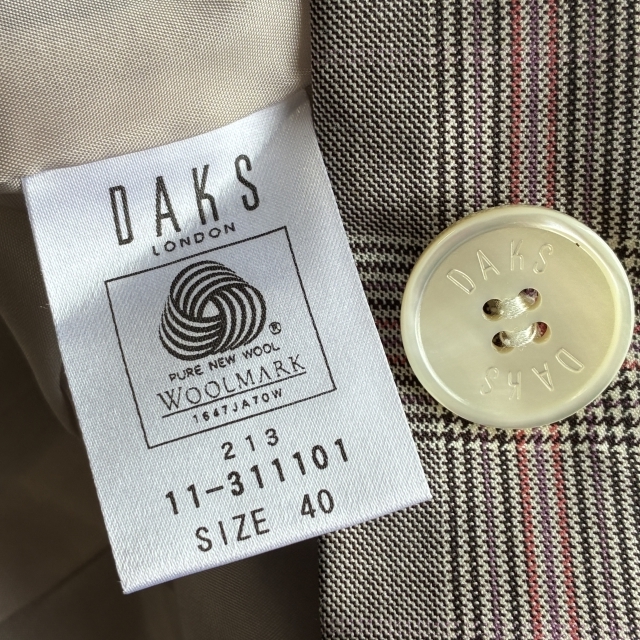 DAKS
LONDON
®
PURE NEW WOOL
WOOLMARK
1647JA70W
213
11-311101
SIZE 40
DAKS
DAKS